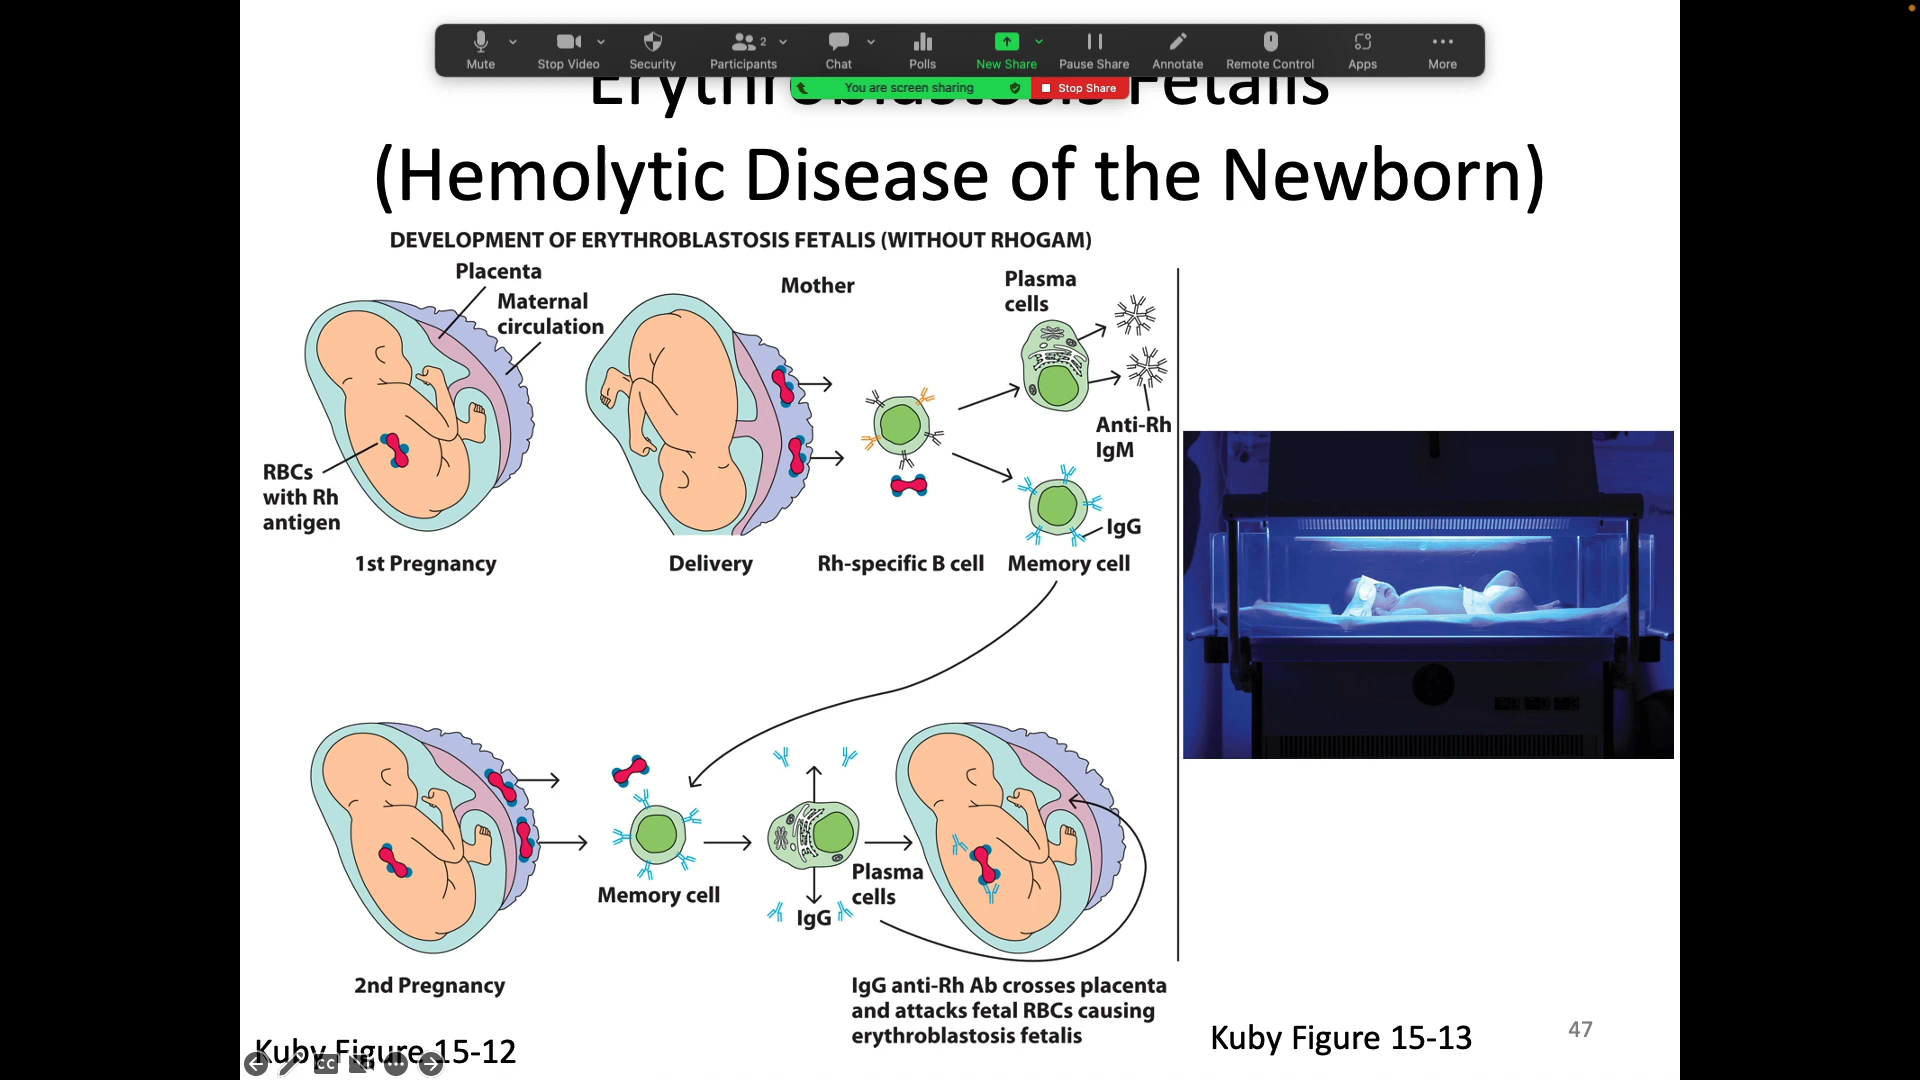 Mute
Stop Video
Security
Participants 2
Chat
Polls
New Share
Pause Share
Annotate
Remote Control
Apps
More
You are screen sharing
Stop Share
Erythroblastosis Fetalis
(Hemolytic Disease of the Newborn)
DEVELOPMENT OF ERYTHROBLASTOSIS FETALIS (WITHOUT RHOGAM)
Placenta
Maternal
circulation
RBCs
with Rh
antigen
1st Pregnancy
Delivery
Mother
Rh-specific B cell
Plasma
cells
Anti-Rh
IgM
IgG
Memory cell
2nd Pregnancy
Memory cell
IgG
Plasma
cells
IgG anti-Rh Ab crosses placenta
and attacks fetal RBCs causing
erythroblastosis fetalis
Kuby Figure 15-12
CC
Kuby Figure 15-13
47